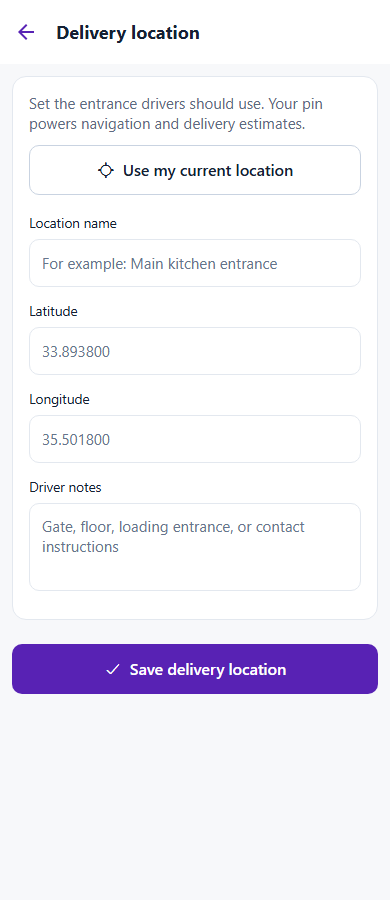 Delivery location
Set the entrance drivers should use. Your pin
powers navigation and delivery estimates.
Use my current location
Location name
For example: Main kitchen entrance
Latitude
33.893800
Longitude
35.501800
Driver notes
Gate, floor, loading entrance, or contact
instructions
Save delivery location